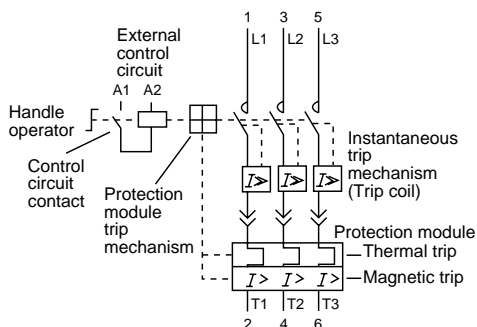 1 3 5
L1 L2 L3
External
control
circuit
A1 A2
Handle
operator
Control
circuit
contact
Protection
module
trip
mechanism
Instantaneous
trip
mechanism
(Trip coil)
I≫ I≫ I≫
Protection module
Thermal trip
Magnetic trip
I> I> I>
T1 T2 T3
2 4 6